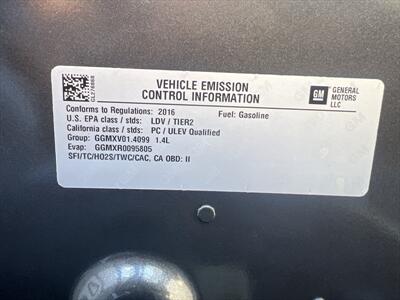 VEHICLE EMISSION
CONTROL INFORMATION
GM
GENERAL
MOTORS
LLC
Conforms to Regulations: 2016 Fuel: Gasoline
U.S. EPA class / stds: LDV / TIER2
California class / stds: PC / ULEV Qualified
Group: GGMXV01.4099 1.4L
Evap: GGMXR0095805
SFI/TC/HO2S/TWC/CAC, CA OBD: II